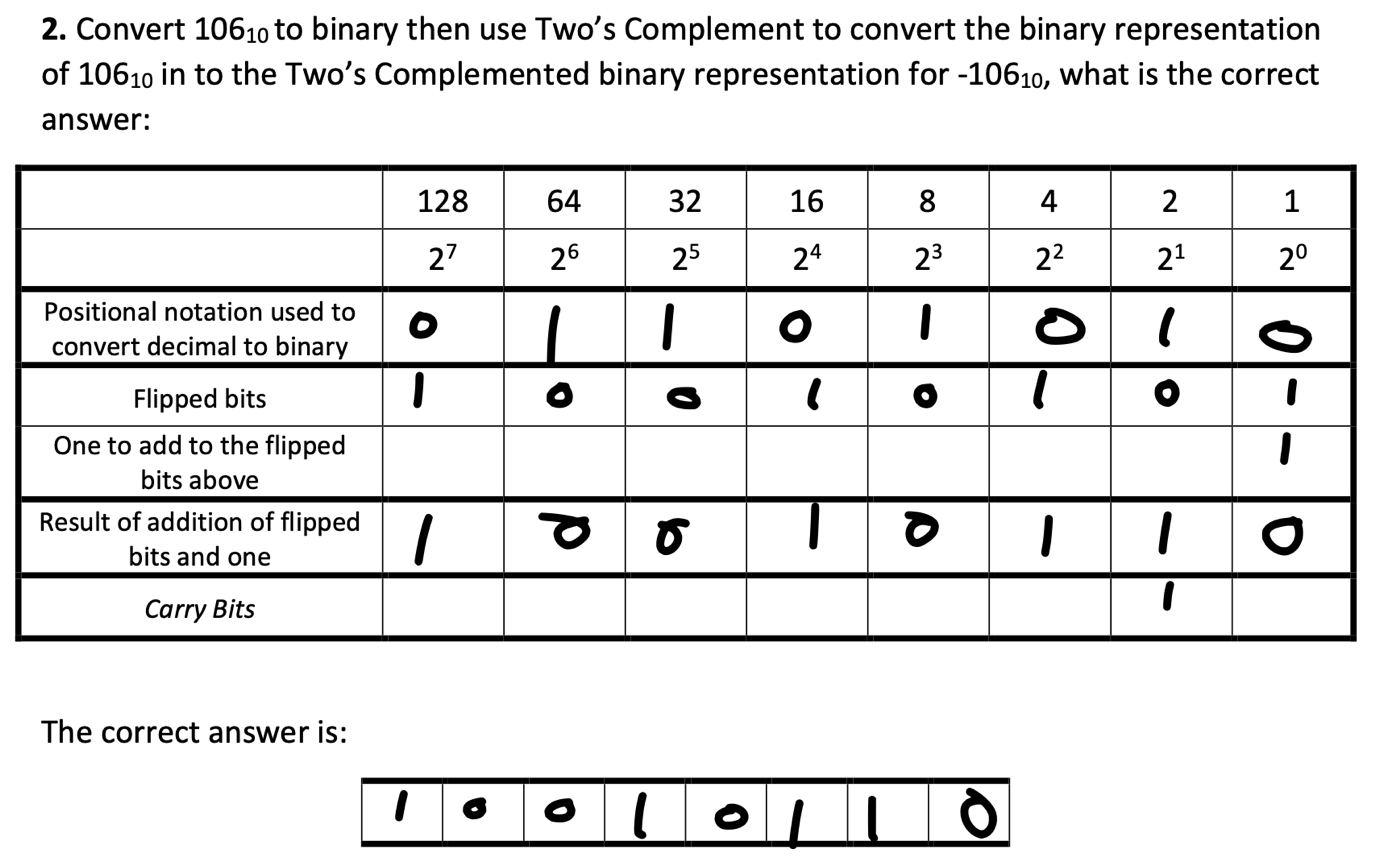 2. Convert 106₁₀ to binary then use Two’s Complement to convert the binary representation
of 106₁₀ in to the Two’s Complemented binary representation for -106₁₀, what is the correct
answer:
128 64 32 16 8 4 2 1
2⁷ 2⁶ 2⁵ 2⁴ 2³ 2² 2¹ 2⁰
Positional notation used to
convert decimal to binary 0 1 1 0 1 0 1 0
Flipped bits 1 0 0 1 0 1 0 1
One to add to the flipped
bits above 1
Result of addition of flipped
bits and one 1 0 0 1 0 1 1 0
Carry Bits 1
The correct answer is:
1 0 0 1 0 1 1 0